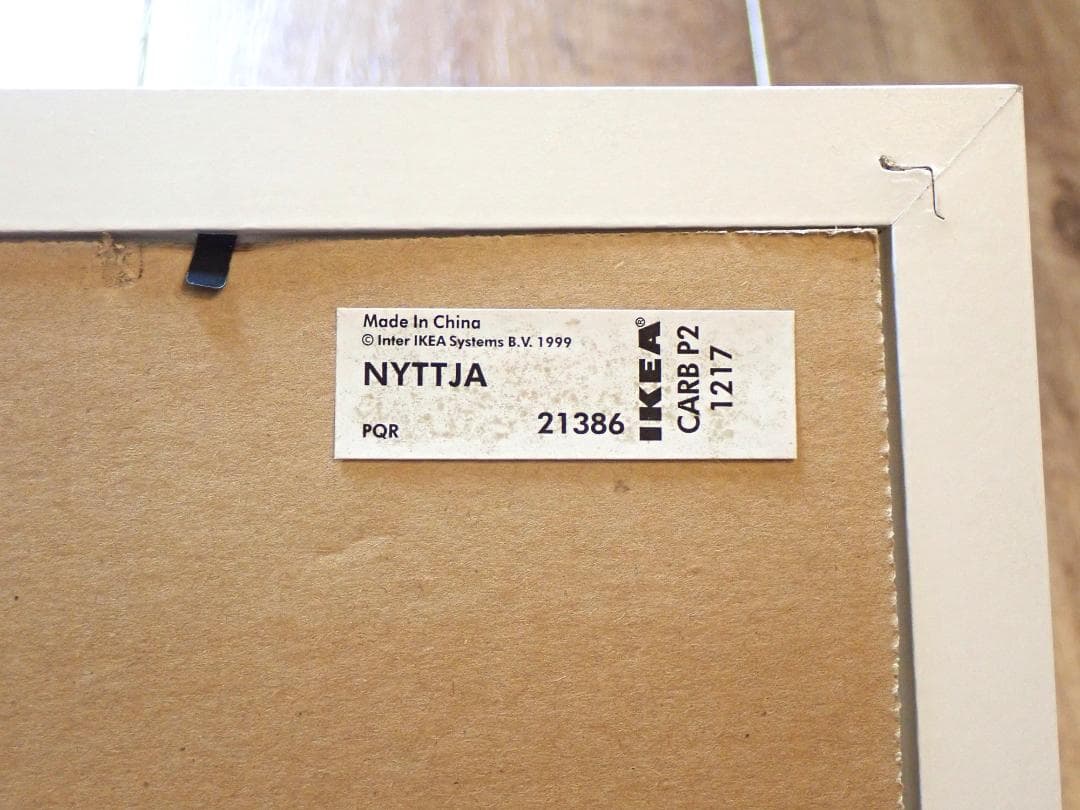 Made In China
© Inter IKEA Systems B.V. 1999
NYTTJA
PQR
21386
IKEA®
CARB P2
1217